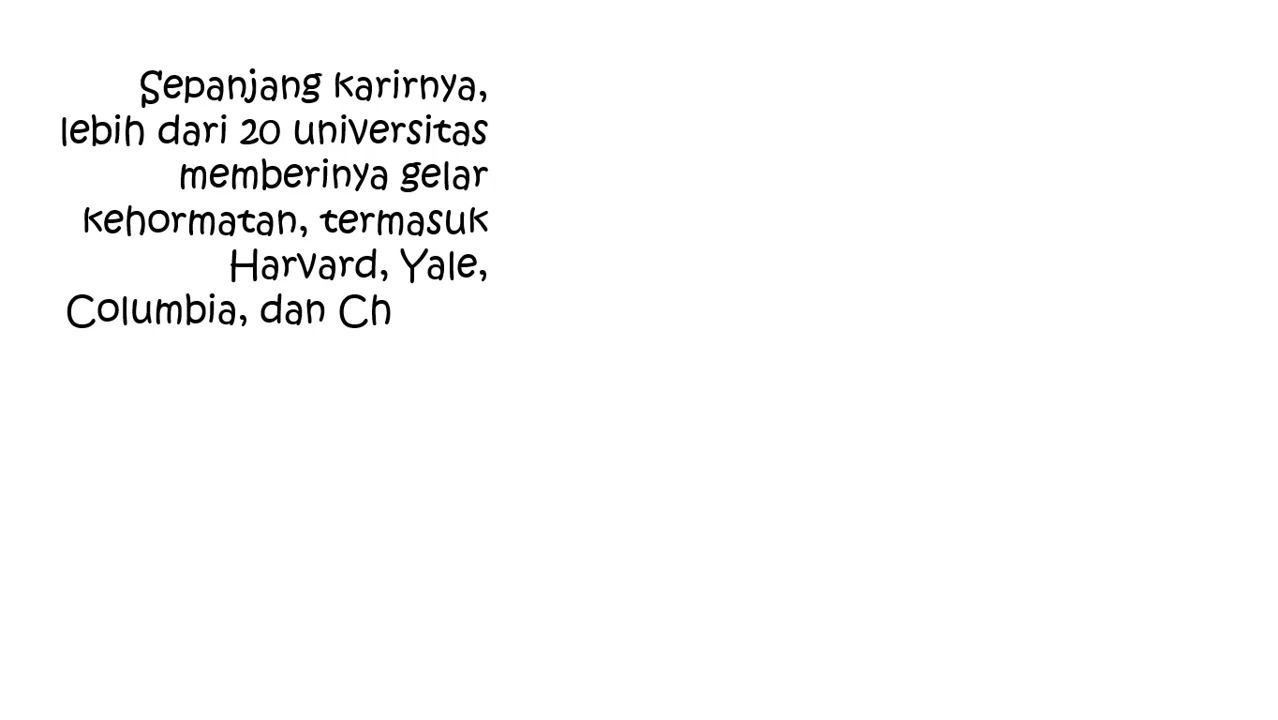 Sepanjang karirnya,
lebih dari 20 universitas
memberinya gelar
kehormatan, termasuk
Harvard, Yale,
Columbia, dan Ch